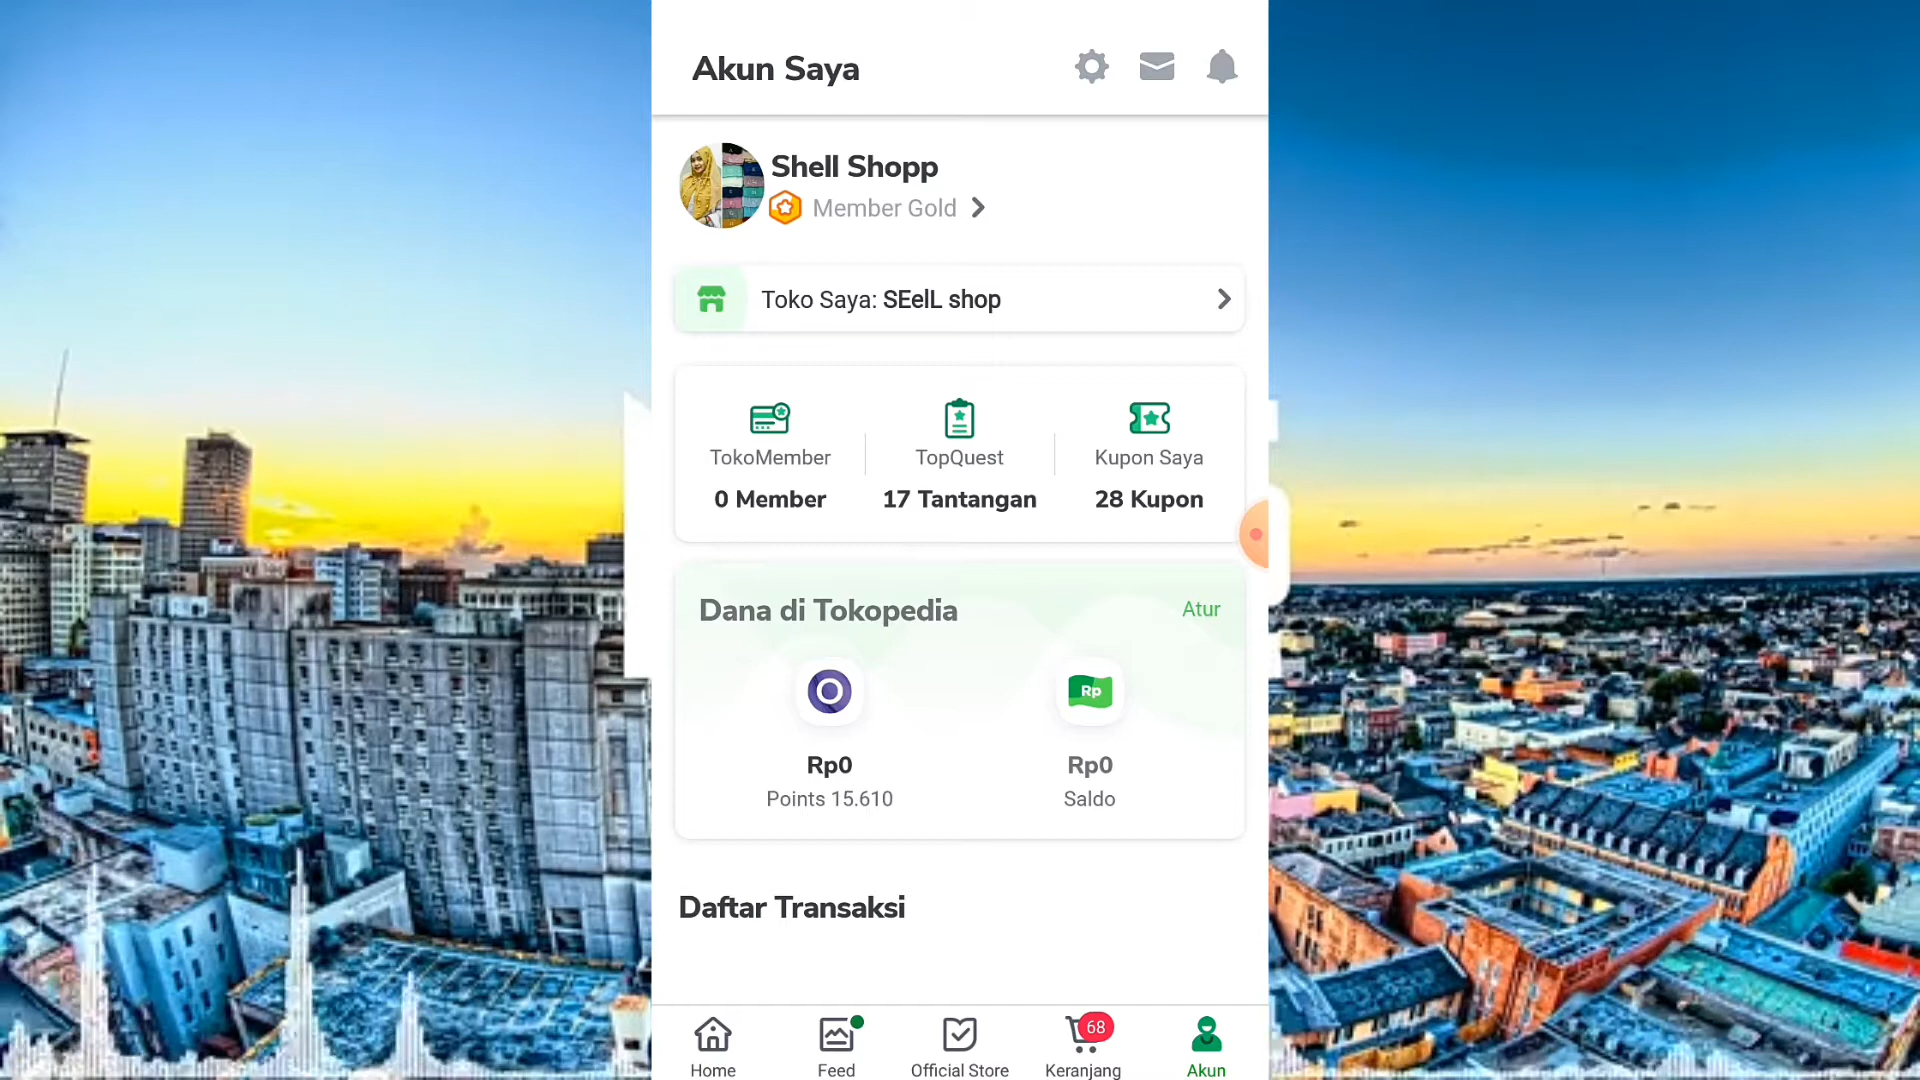 Akun Saya
Shell Shopp
Member Gold
Toko Saya: SEelL shop
TokoMember
0 Member
TopQuest
17 Tantangan
Kupon Saya
28 Kupon
Dana di Tokopedia
Atur
Rp0
Points 15.610
Rp
Rp0
Saldo
Daftar Transaksi
Home
Feed
Official Store
68
Keranjang
Akun